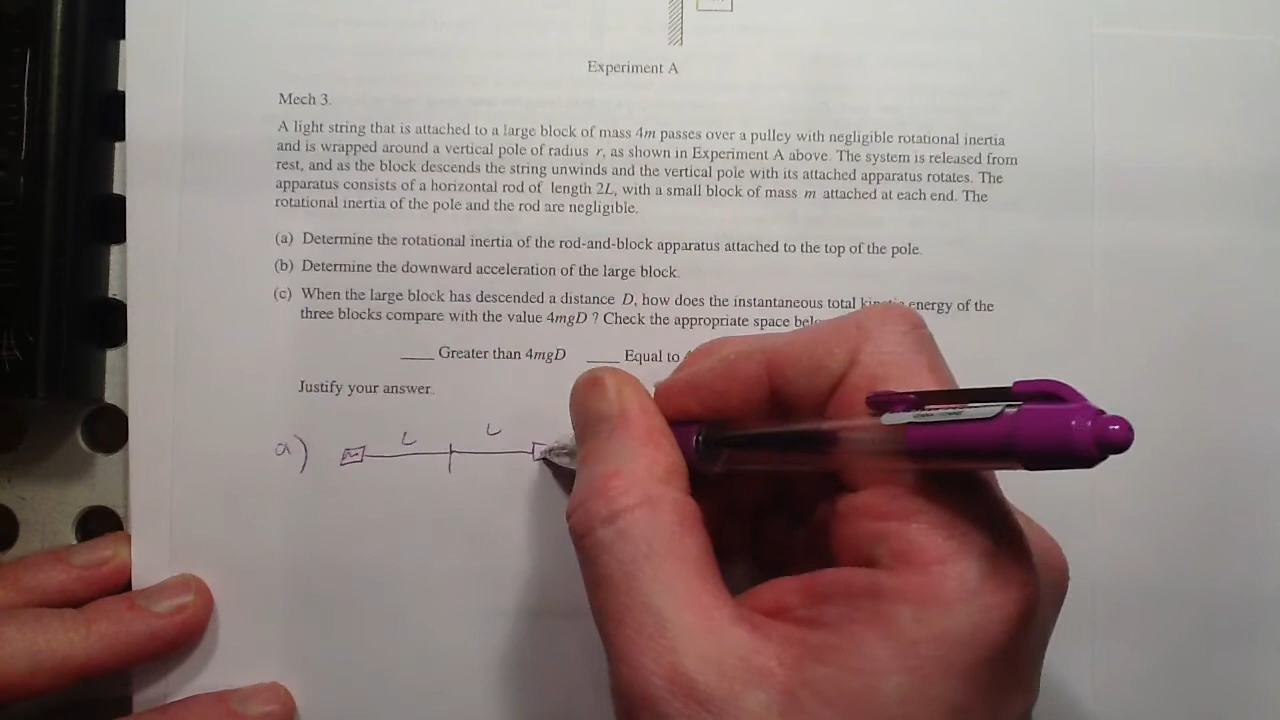 Experiment A
Mech 3.
A light string that is attached to a large block of mass 4m passes over a pulley with negligible rotational inertia
and is wrapped around a vertical pole of radius r, as shown in Experiment A above. The system is released from
rest, and as the block descends the string unwinds and the vertical pole with its attached apparatus rotates. The
apparatus consists of a horizontal rod of length 2L, with a small block of mass m attached at each end. The
rotational inertia of the pole and the rod are negligible.
(a) Determine the rotational inertia of the rod-and-block apparatus attached to the top of the pole.
(b) Determine the downward acceleration of the large block.
(c) When the large block has descended a distance D, how does the instantaneous total kinetic energy of the
three blocks compare with the value 4mgD ? Check the appropriate space
____ Greater than 4mgD ____ Equal to
Justify your answer.
a) m L L